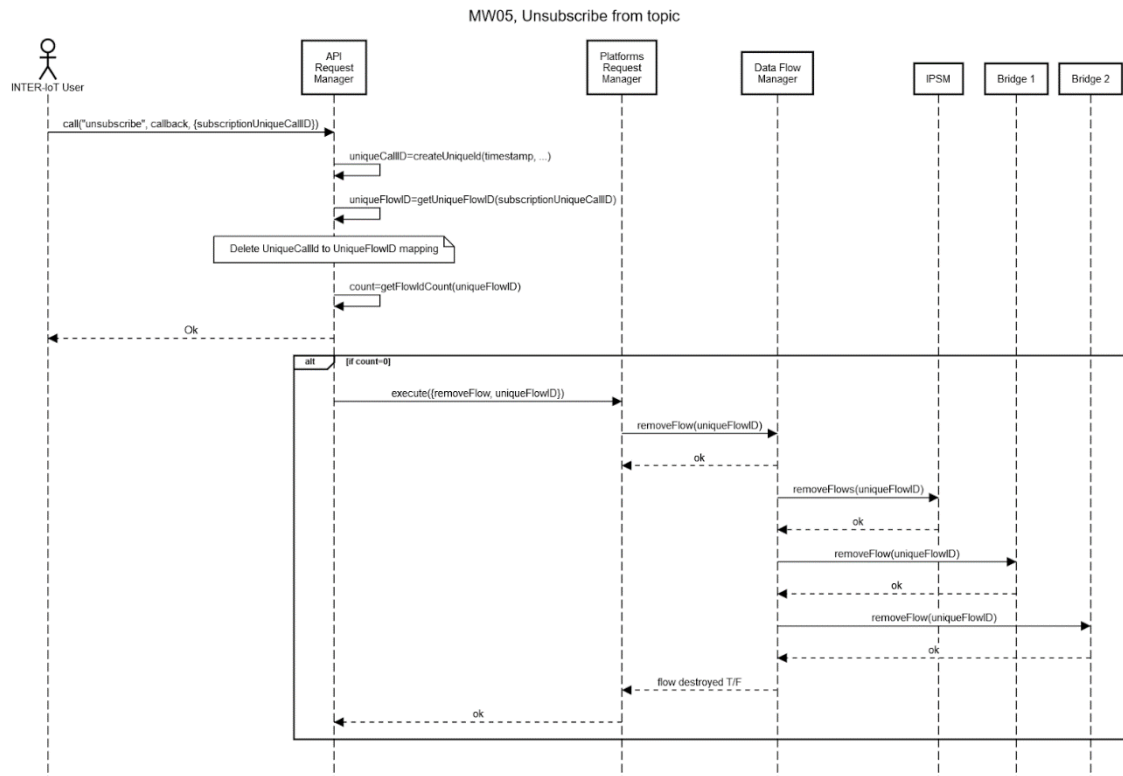 MW05, Unsubscribe from topic
INTER-IoT User
API
Request
Manager
Platforms
Request
Manager
Data Flow
Manager
IPSM
Bridge 1
Bridge 2
call("unsubscribe", callback, {subscriptionUniqueCallID})
uniqueCallID=createUniqueId(timestamp, ...)
uniqueFlowID=getUniqueFlowID(subscriptionUniqueCallID)
Delete UniqueCallId to UniqueFlowID mapping
count=getFlowIdCount(uniqueFlowID)
Ok
alt [if count=0]
execute({removeFlow, uniqueFlowID})
removeFlow(uniqueFlowID)
ok
removeFlows(uniqueFlowID)
ok
removeFlow(uniqueFlowID)
ok
removeFlow(uniqueFlowID)
ok
flow destroyed T/F
ok